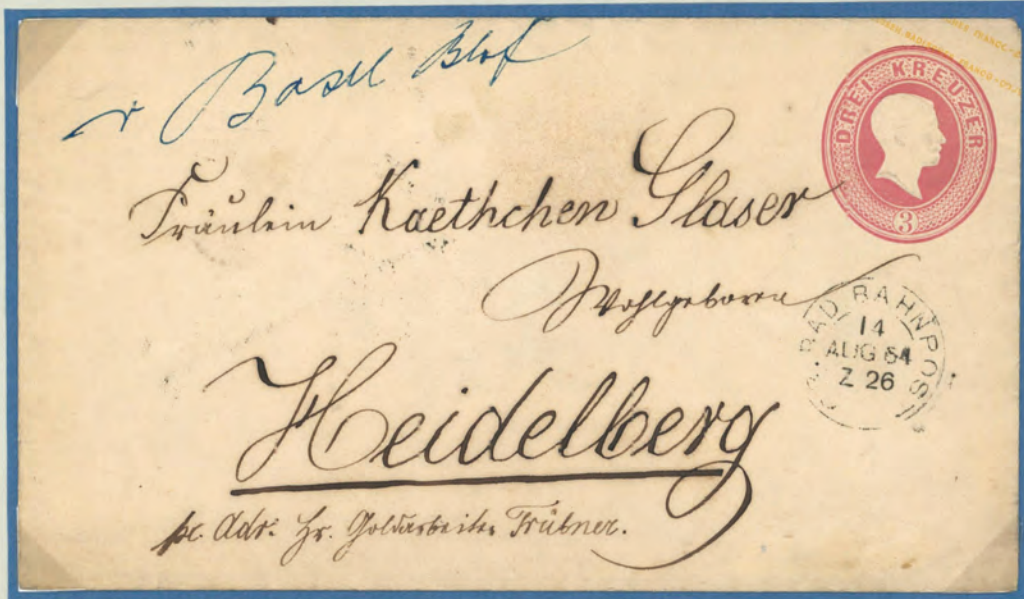 v Basel Bhf
DREI KREUZER
3
Fräulein Kaethchen Glaser
Wohlgeboren
BAD. BAHNPOST
14
AUG 64
Z 26
Heidelberg
pr. Adr: Hr. Goldarbeiter Trübner.